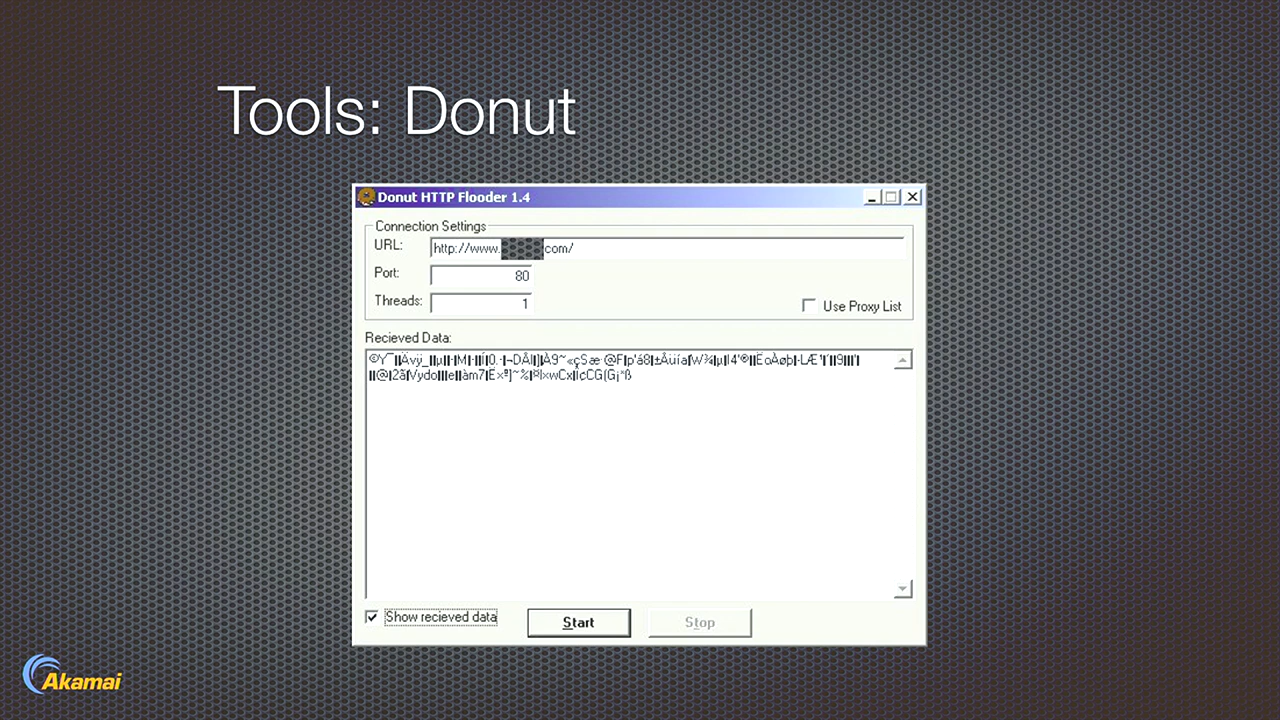 Tools: Donut
Donut HTTP Flooder 1.4
Connection Settings
URL:
http://www. com/
Port:
80
Threads:
1
Use Proxy List
Recieved Data:
Show recieved data
Start
Stop
Akamai